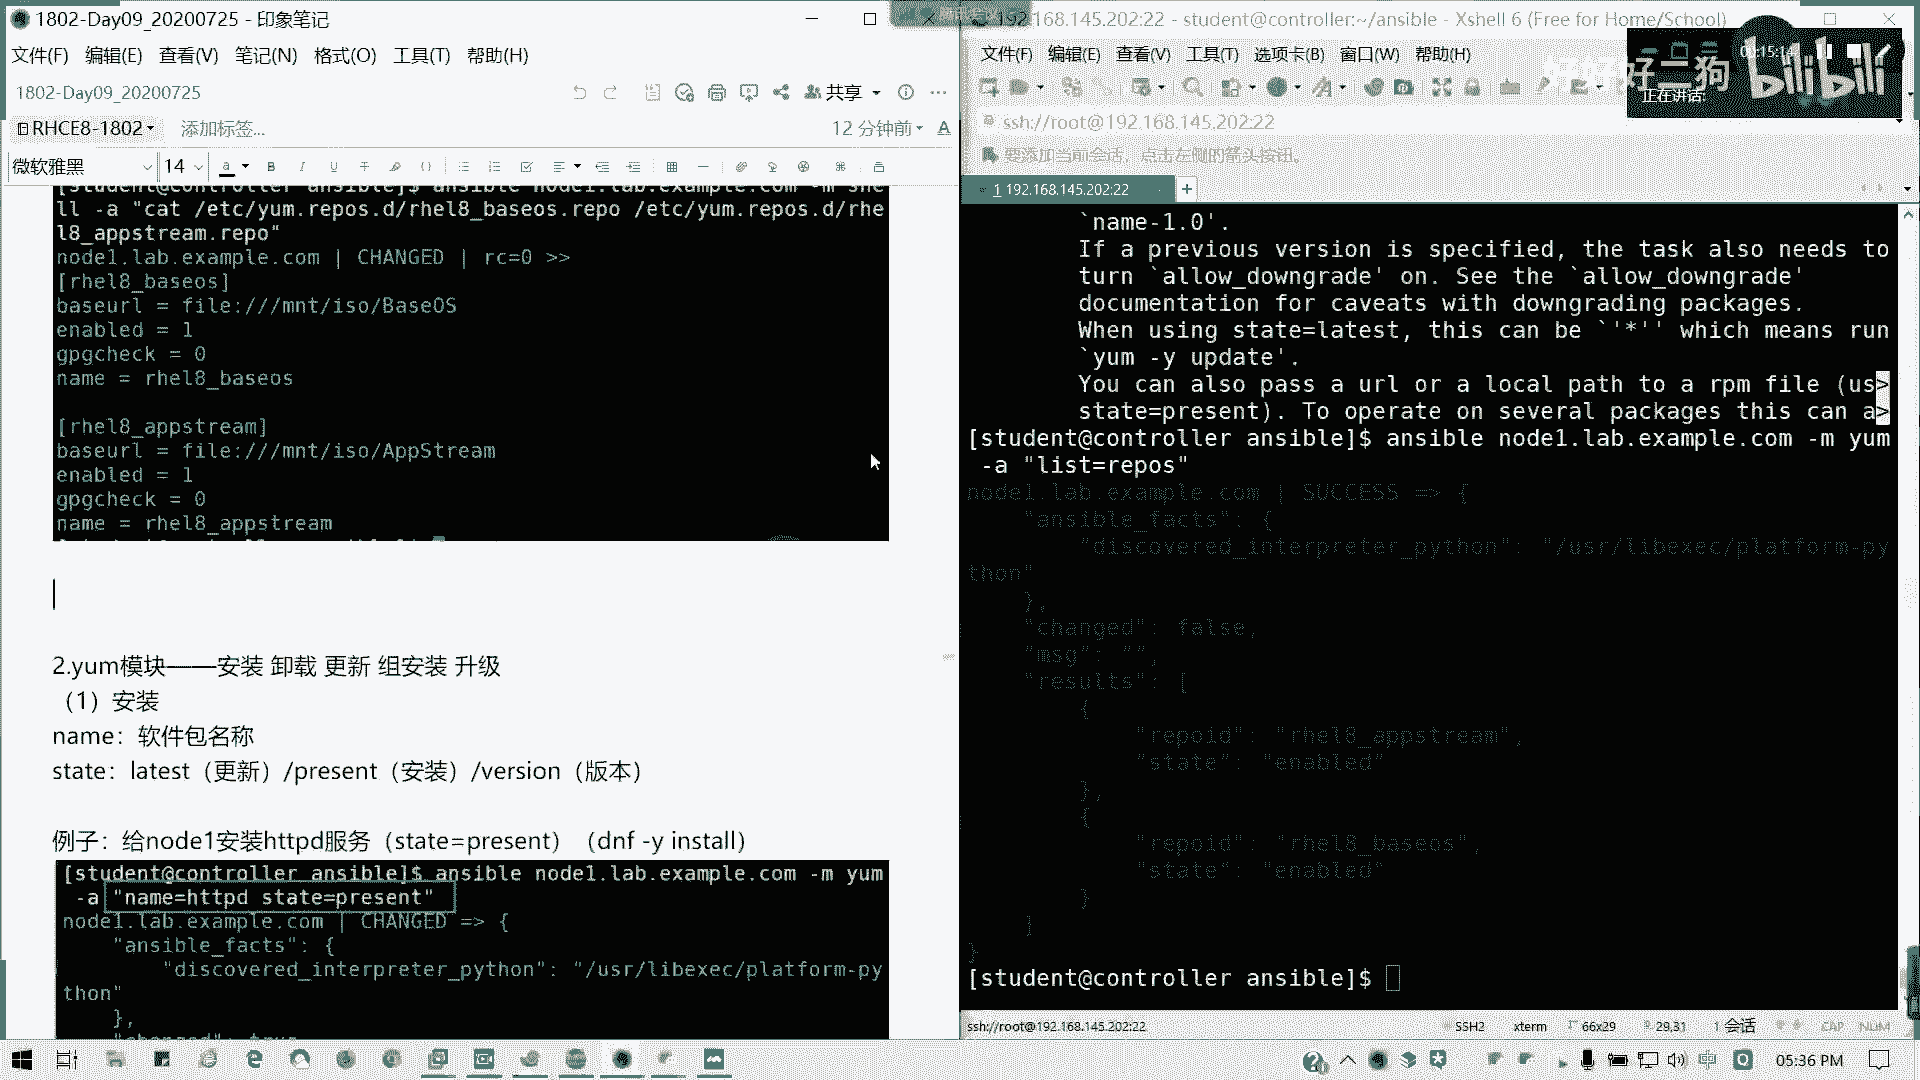 1802-Day09_20200725 - 印象笔记
文件(F) 编辑(E) 查看(V) 笔记(N) 格式(O) 工具(T) 帮助(H)
1802-Day09_20200725
共享
RHCE8-1802
添加标签...
12 分钟前
微软雅黑
14
[student@controller ansible]$ ansible node1.lab.example.com -m she
ll -a "cat /etc/yum.repos.d/rhel8_baseos.repo /etc/yum.repos.d/rhe
l8_appstream.repo"
node1.lab.example.com | CHANGED | rc=0 >>
[rhel8_baseos]
baseurl = file:///mnt/iso/BaseOS
enabled = 1
gpgcheck = 0
name = rhel8_baseos
[rhel8_appstream]
baseurl = file:///mnt/iso/AppStream
enabled = 1
gpgcheck = 0
name = rhel8_appstream
2.yum模块——安装 卸载 更新 组安装 升级
（1）安装
name：软件包名称
state：latest（更新）/present（安装）/version（版本）
例子：给node1安装httpd服务（state=present）（dnf -y install）
[student@controller ansible]$ ansible node1.lab.example.com -m yum
-a "name=httpd state=present"
node1.lab.example.com | CHANGED => {
"ansible_facts": {
"discovered_interpreter_python": "/usr/libexec/platform-py
thon"
},
"changed": true,
192.168.145.202:22 - student@controller:~/ansible - Xshell 6 (Free for Home/School)
文件(F) 编辑(E) 查看(V) 工具(T) 选项卡(B) 窗口(W) 帮助(H)
00:15:14
bilibili
正在讲话:
ssh://root@192.168.145.202:22
要添加当前会话，点击左侧的箭头按钮。
1 192.168.145.202:22
`name-1.0'.
If a previous version is specified, the task also needs to
turn `allow_downgrade' on. See the `allow_downgrade'
documentation for caveats with downgrading packages.
When using state=latest, this can be `'*'' which means run
`yum -y update'.
You can also pass a url or a local path to a rpm file (us>
state=present). To operate on several packages this can a>
[student@controller ansible]$ ansible node1.lab.example.com -m yum
-a "list=repos"
node1.lab.example.com | SUCCESS => {
"ansible_facts": {
"discovered_interpreter_python": "/usr/libexec/platform-py
thon"
},
"changed": false,
"msg": "",
"results": [
{
"repoid": "rhel8_appstream",
"state": "enabled"
},
{
"repoid": "rhel8_baseos",
"state": "enabled"
}
]
}
[student@controller ansible]$
ssh://root@192.168.145.202:22
SSH2 xterm 66x29 29,31 1 会话 CAP NUM
05:36 PM